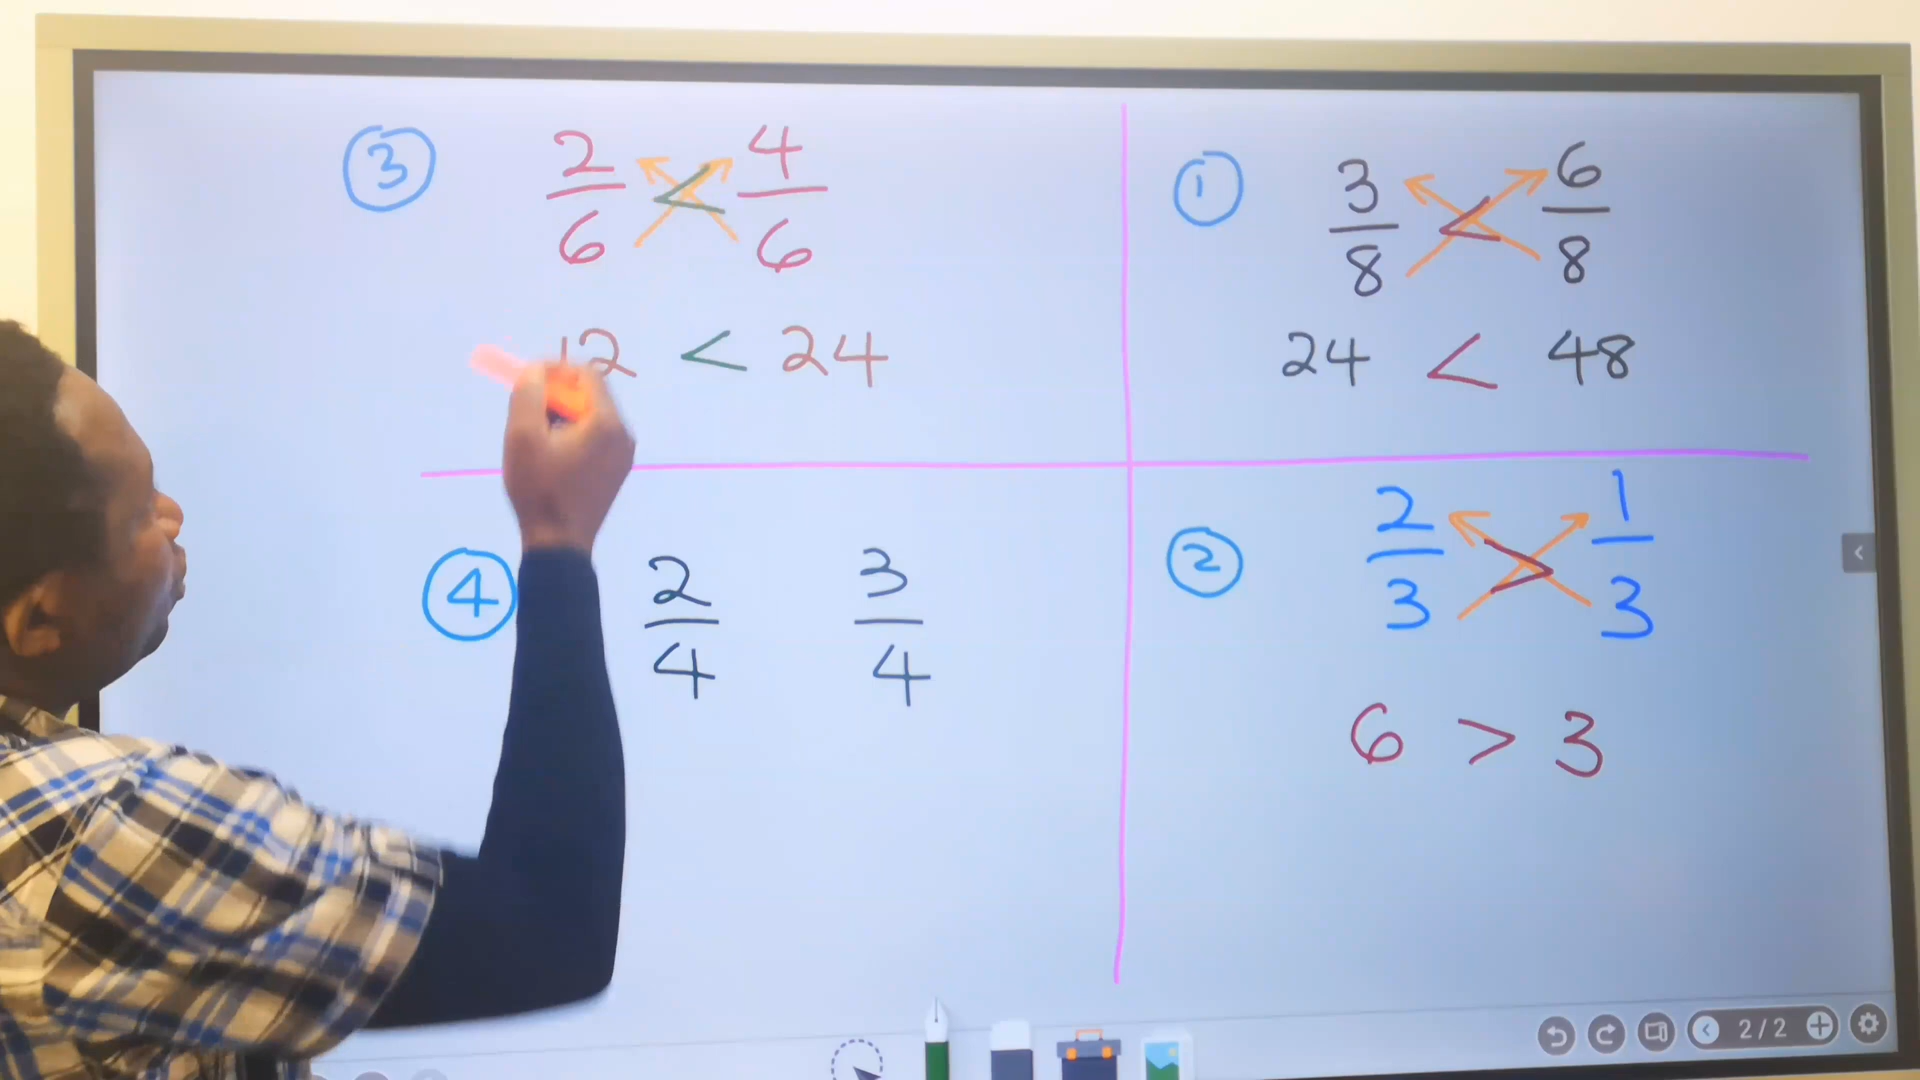 ③ 2/6 < 4/6
12 < 24
① 3/8 < 6/8
24 < 48
④ 2/4 3/4
② 2/3 > 1/3
6 > 3
2/2